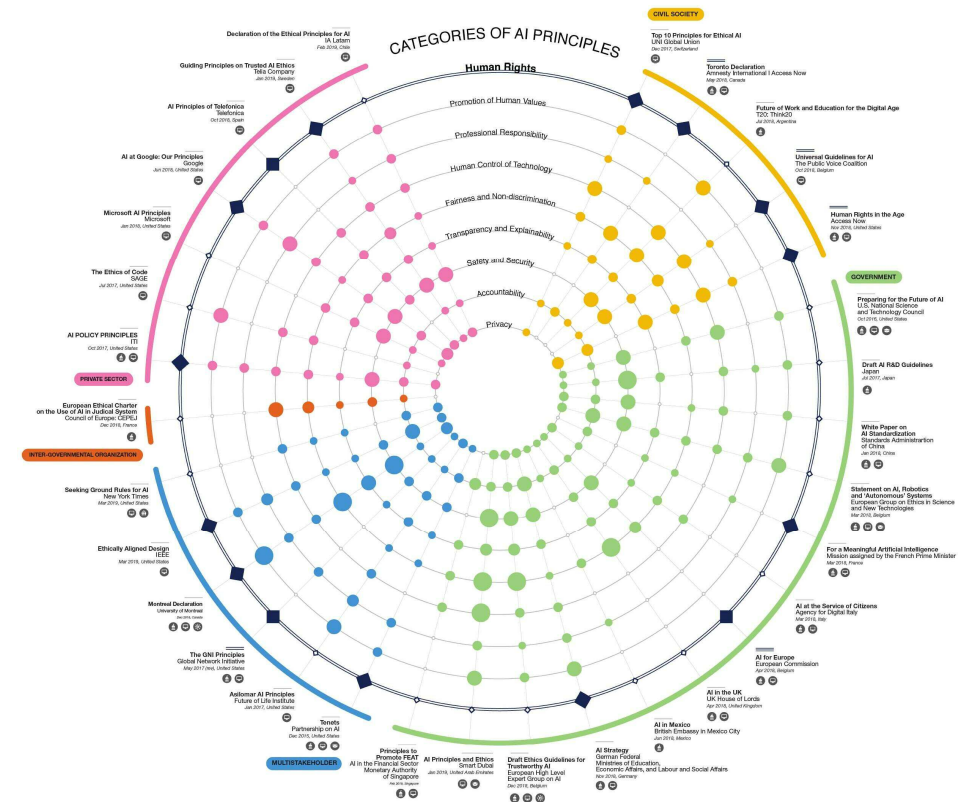 CATEGORIES OF AI PRINCIPLES
Human Rights
Promotion of Human Values
Professional Responsibility
Human Control of Technology
Fairness and Non-discrimination
Transparency and Explainability
Safety and Security
Accountability
Privacy
CIVIL SOCIETY
Top 10 Principles for Ethical AI
UNI Global Union
Dec 2017, Switzerland
Toronto Declaration
Amnesty International | Access Now
May 2018, Canada
Future of Work and Education for the Digital Age
T20: Think20
Jul 2018, Argentina
Universal Guidelines for AI
The Public Voice Coalition
Oct 2018, Belgium
Human Rights in the Age
Access Now
Nov 2018, United States
GOVERNMENT
Preparing for the Future of AI
U.S. National Science
and Technology Council
Oct 2016, United States
Draft AI R&D Guidelines
Japan
Jul 2017, Japan
White Paper on
AI Standardization
Standards Administrartion
of China
Jan 2018, China
Statement on AI, Robotics
and 'Autonomous' Systems
European Group on Ethics in Science
and New Technologies
Mar 2018, Belgium
For a Meaningful Artificial Intelligence
Mission assigned by the French Prime Minister
Mar 2018, France
AI at the Service of Citizens
Agency for Digital Italy
Mar 2018, Italy
AI for Europe
European Commission
Apr 2018, Belgium
AI in the UK
UK House of Lords
Apr 2018, United Kingdom
AI in Mexico
British Embassy in Mexico City
Jun 2018, Mexico
AI Strategy
German Federal
Ministries of Education,
Economic Affairs, and Labour and Social Affairs
Nov 2018, Germany
Draft Ethics Guidelines for
Trustworthy AI
European High Level
Expert Group on AI
Dec 2018, Belgium
AI Principles and Ethics
Smart Dubai
Jan 2019, United Arab Emirates
Principles to
Promote FEAT
AI in the Financial Sector
Monetary Authority
of Singapore
MULTISTAKEHOLDER
Tenets
Partnership on AI
Dec 2015, United States
Asilomar AI Principles
Future of Life Institute
Jan 2017, United States
The GNI Principles
Global Network Initiative
May 2017 (rev), United States
Montreal Declaration
University of Montreal
Ethically Aligned Design
IEEE
Mar 2019, United States
Seeking Ground Rules for AI
New York Times
Mar 2019, United States
INTER-GOVERNMENTAL ORGANIZATION
European Ethical Charter
on the Use of AI in Judical System
Council of Europe: CEPEJ
Dec 2018, France
PRIVATE SECTOR
AI POLICY PRINCIPLES
ITI
Oct 2017, United States
The Ethics of Code
SAGE
Jul 2017, United States
Microsoft AI Principles
Microsoft
Jan 2018, United States
AI at Google: Our Principles
Google
Jun 2018, United States
AI Principles of Telefonica
Telefonica
Oct 2018, Spain
Guiding Principles on Trusted AI Ethics
Telia Company
Jan 2019, Sweden
Declaration of the Ethical Principles for AI
IA Latam
Feb 2019, Chile